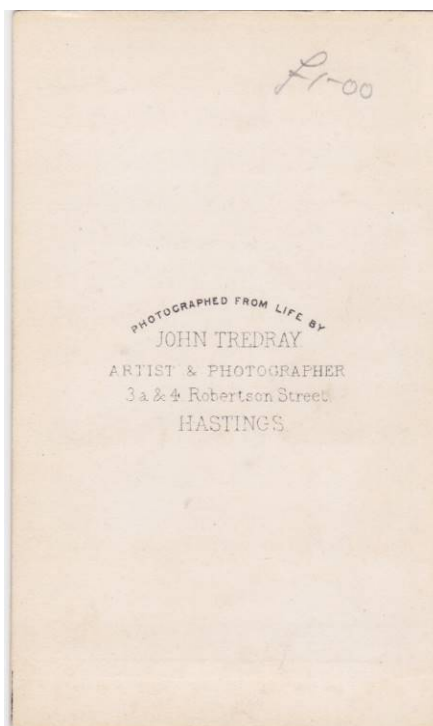 £1-00
PHOTOGRAPHED FROM LIFE BY
JOHN TREDRAY
ARTIST & PHOTOGRAPHER
3a & 4 Robertson Street.
HASTINGS